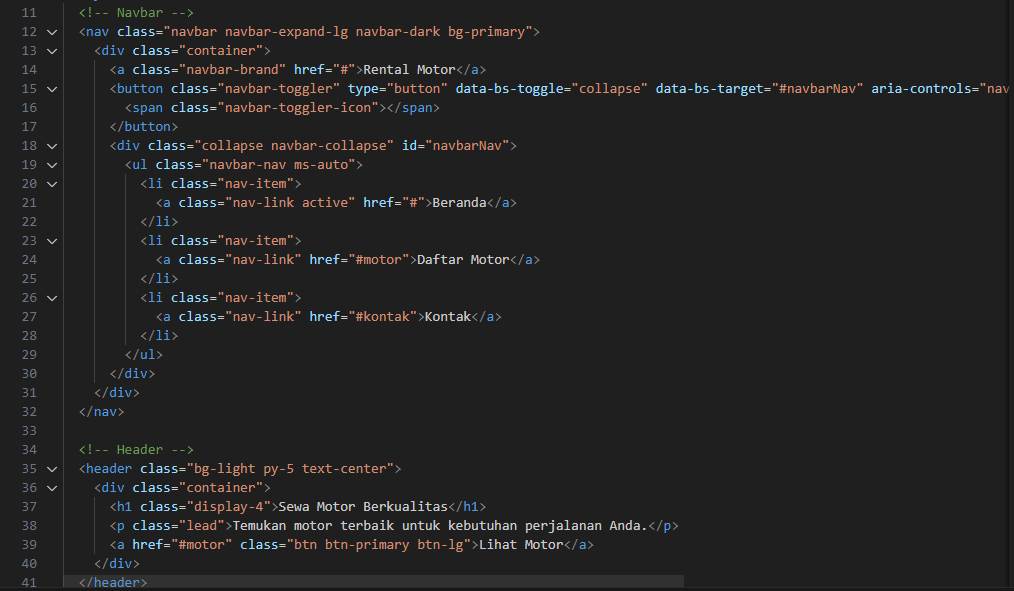 11 <!-- Navbar -->
12 <nav class="navbar navbar-expand-lg navbar-dark bg-primary">
13 <div class="container">
14 <a class="navbar-brand" href="#">Rental Motor</a>
15 <button class="navbar-toggler" type="button" data-bs-toggle="collapse" data-bs-target="#navbarNav" aria-controls="nav
16 <span class="navbar-toggler-icon"></span>
17 </button>
18 <div class="collapse navbar-collapse" id="navbarNav">
19 <ul class="navbar-nav ms-auto">
20 <li class="nav-item">
21 <a class="nav-link active" href="#">Beranda</a>
22 </li>
23 <li class="nav-item">
24 <a class="nav-link" href="#motor">Daftar Motor</a>
25 </li>
26 <li class="nav-item">
27 <a class="nav-link" href="#kontak">Kontak</a>
28 </li>
29 </ul>
30 </div>
31 </div>
32 </nav>
33
34 <!-- Header -->
35 <header class="bg-light py-5 text-center">
36 <div class="container">
37 <h1 class="display-4">Sewa Motor Berkualitas</h1>
38 <p class="lead">Temukan motor terbaik untuk kebutuhan perjalanan Anda.</p>
39 <a href="#motor" class="btn btn-primary btn-lg">Lihat Motor</a>
40 </div>
41 </header>